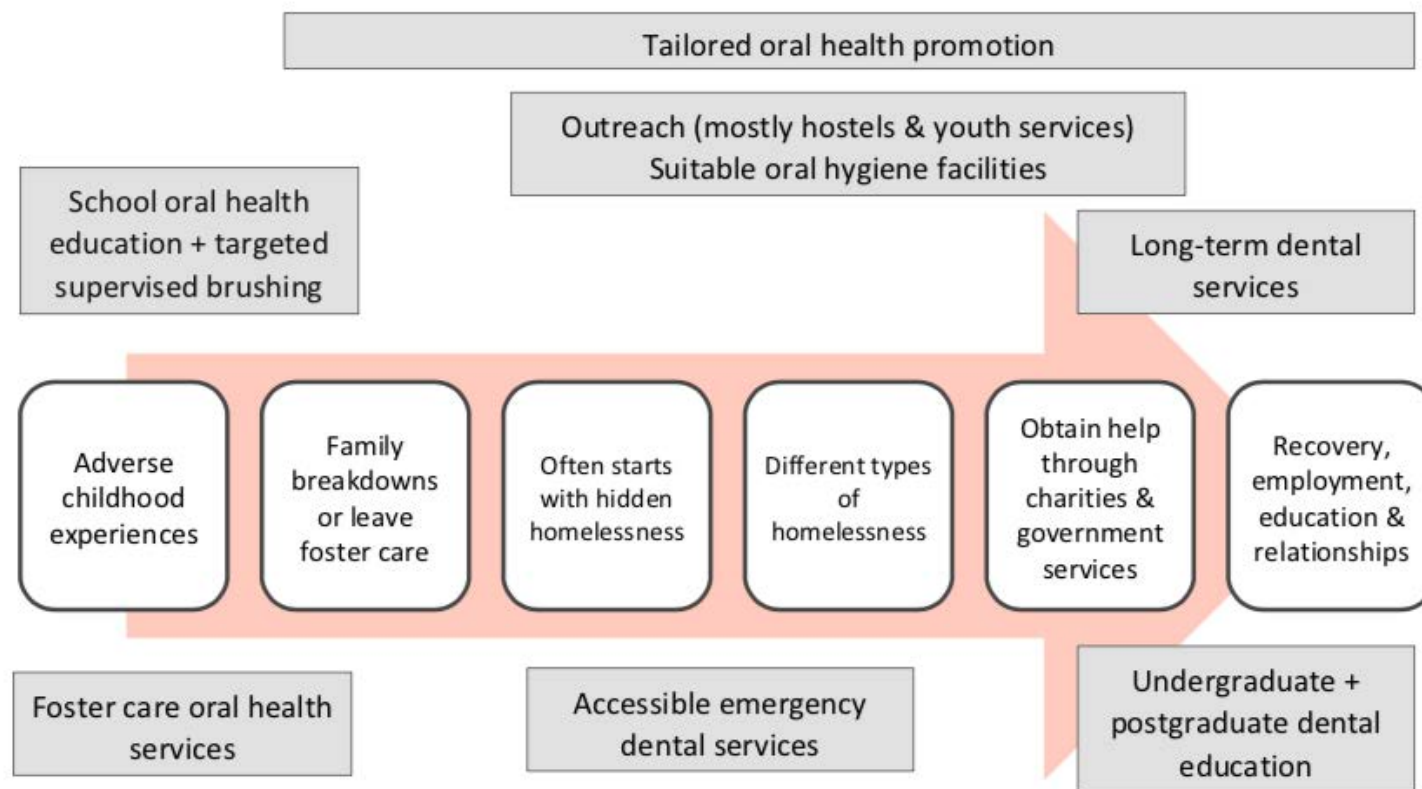 Tailored oral health promotion
Outreach (mostly hostels & youth services)
Suitable oral hygiene facilities
School oral health
education + targeted
supervised brushing
Long-term dental
services
Adverse
childhood
experiences
Family
breakdowns
or leave
foster care
Often starts
with hidden
homelessness
Different types
of
homelessness
Obtain help
through
charities &
government
services
Recovery,
employment,
education &
relationships
Foster care oral health
services
Accessible emergency
dental services
Undergraduate +
postgraduate dental
education